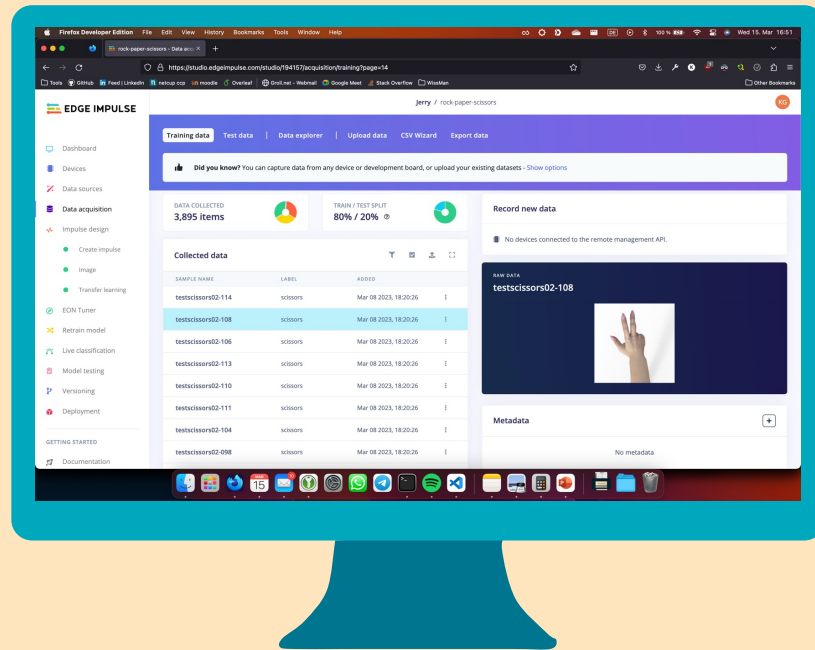 Firefox Developer Edition File Edit View History Bookmarks Tools Window Help DE 100 % Wed 15. Mar 16:51
rock-paper-scissors - Data acq
https://studio.edgeimpulse.com/studio/194157/acquisition/training?page=14
Tools GitHub Feed | LinkedIn netcup ccp moodle Overleaf Groll.net - Webmail Google Meet Stack Overflow WissMan Other Bookmarks
EDGE IMPULSE
Jerry / rock-paper-scissors
KG
Training data Test data | Data explorer | Upload data CSV Wizard Export data
Did you know? You can capture data from any device or development board, or upload your existing datasets - Show options
Dashboard
Devices
Data sources
Data acquisition
Impulse design
Create impulse
Image
Transfer learning
EON Tuner
Retrain model
Live classification
Model testing
Versioning
Deployment
GETTING STARTED
Documentation
DATA COLLECTED
3,895 items
TRAIN / TEST SPLIT
80% / 20%
Collected data
SAMPLE NAME LABEL ADDED
testscissors02-114 scissors Mar 08 2023, 18:20:26
testscissors02-108 scissors Mar 08 2023, 18:20:26
testscissors02-106 scissors Mar 08 2023, 18:20:26
testscissors02-113 scissors Mar 08 2023, 18:20:26
testscissors02-110 scissors Mar 08 2023, 18:20:26
testscissors02-111 scissors Mar 08 2023, 18:20:26
testscissors02-104 scissors Mar 08 2023, 18:20:26
testscissors02-098 scissors Mar 08 2023, 18:20:26
Record new data
No devices connected to the remote management API.
RAW DATA
testscissors02-108
Metadata
No metadata
15